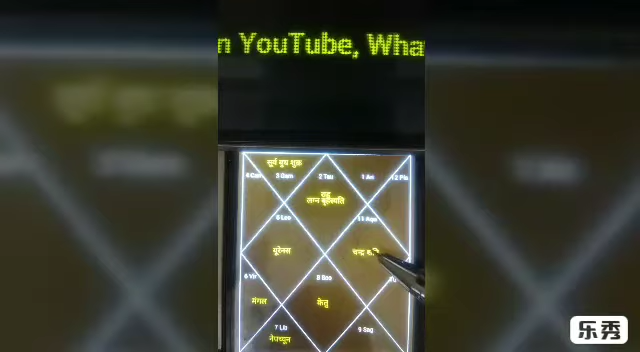 n YouTube, Wha
सूर्य बुध शुक्र
4 Can 3 Gem 2 Tau 1 Ari 12 Pis
राहु
लग्न बृहस्पति
5 Leo 11 Aqu
यूरेनस चन्द्र
6 Vir 8 Sco
मंगल केतु
7 Lib 9 Sag
नेपच्यून
乐秀